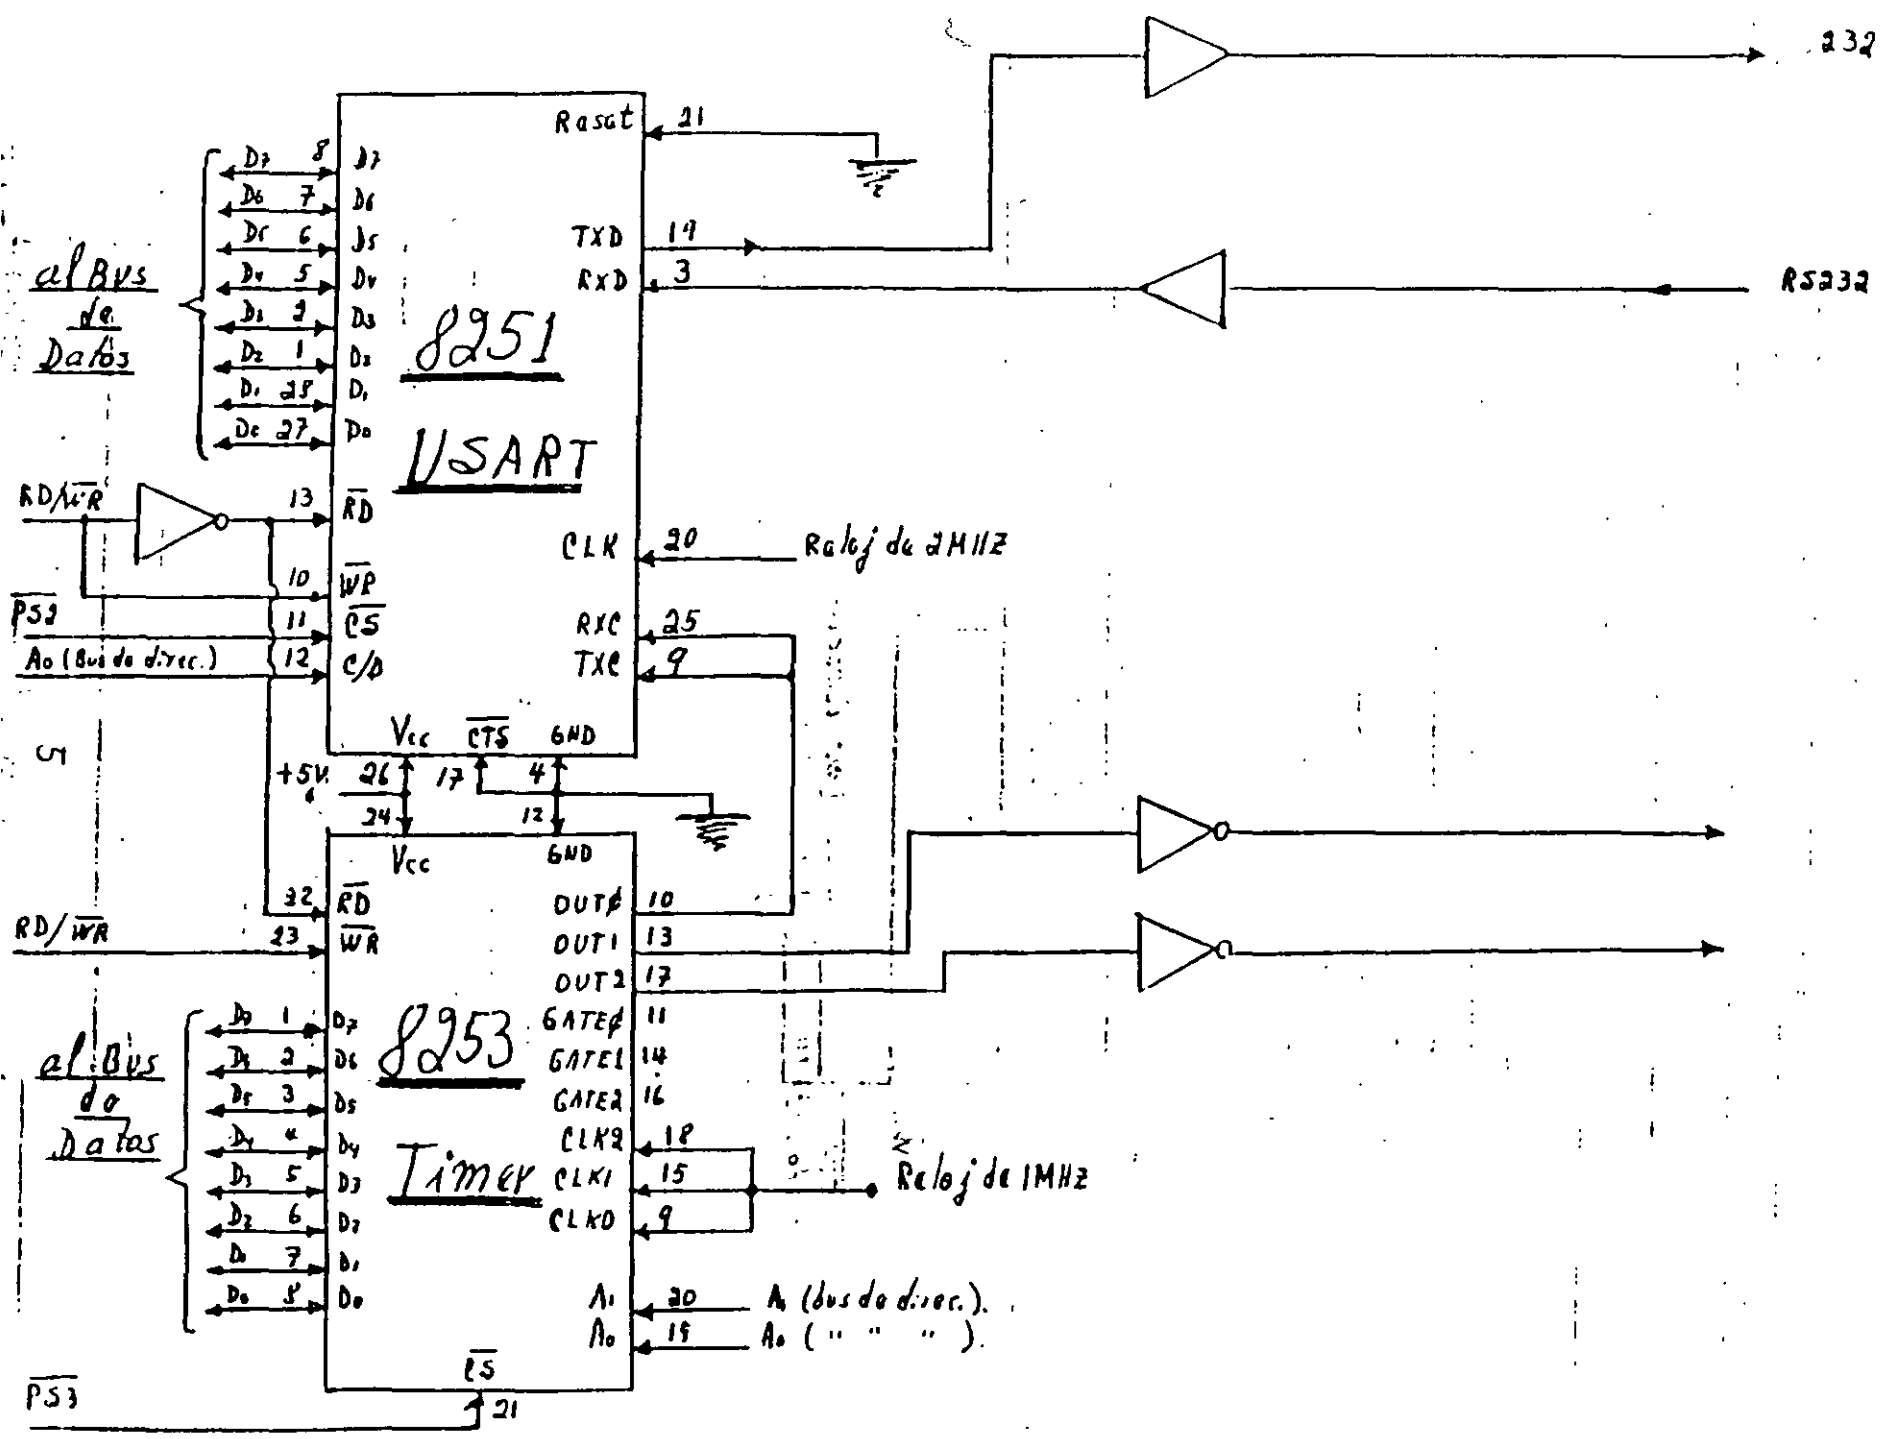 232
Reset 21
D7 8 D7
D6 7 D6
D5 6 D5
D4 5 D4
D3 2 D3
D2 1 D2
D1 28 D1
D0 27 D0
al Bus
de
Datos
TXD 19
RXD 3
RS232
8251
USART
RD/WR
13 RD
10 WR
PS2
11 CS
A0 (Bus de direc.) 12 C/D
CLK 20 Reloj de 2MHZ
RXC 25
TXC 9
5
Vcc CTS GND
+5V. 26 17 4
24 12
Vcc GND
32 RD
RD/WR
23 WR
OUTØ 10
OUT1 13
OUT2 17
GATEØ 11
GATE1 14
GATE2 16
CLK2 18
CLK1 15
CLK0 9
Reloj de 1MHZ
8253
Timer
al Bus
de
Datos
1 D7
2 D6
D5 3 D5
D4 4 D4
D3 5 D3
D2 6 D2
D1 7 D1
D0 8 D0
A1 20 A1 (bus de direc.).
A0 19 A0 ( " " " ).
CS
PS3
21